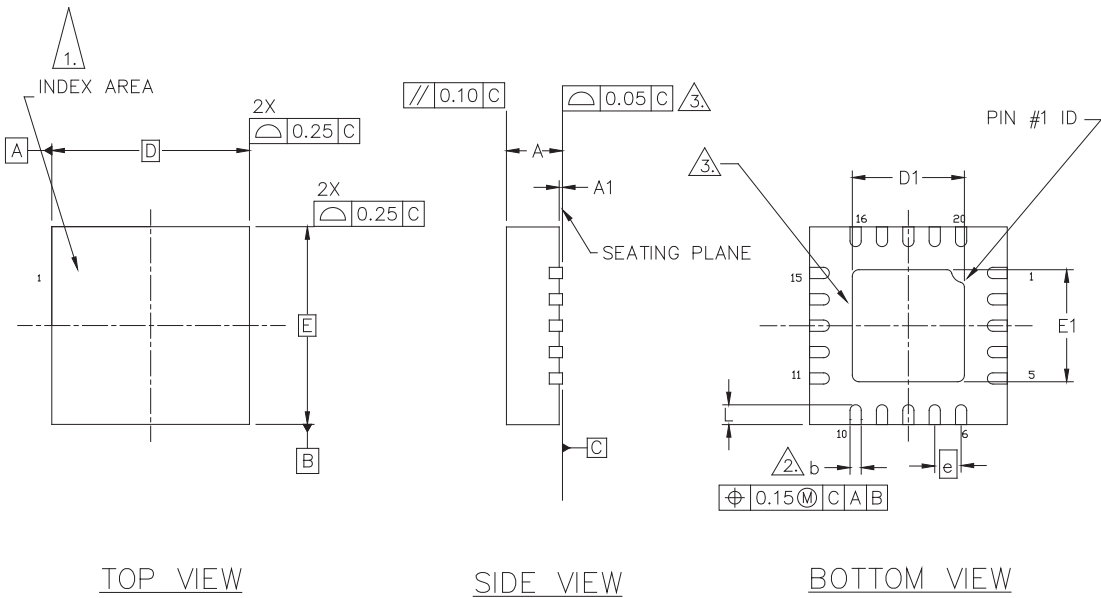 1.
INDEX AREA
2X
0.25 C
A
D
2X
0.25 C
1
E
B
TOP VIEW
// 0.10 C
0.05 C 3.
A
A1
SEATING PLANE
C
SIDE VIEW
PIN #1 ID
3.
D1
16 20
15 1
E1
11 5
L
10 6
2. b e
⌖ 0.15 Ⓜ C A B
BOTTOM VIEW